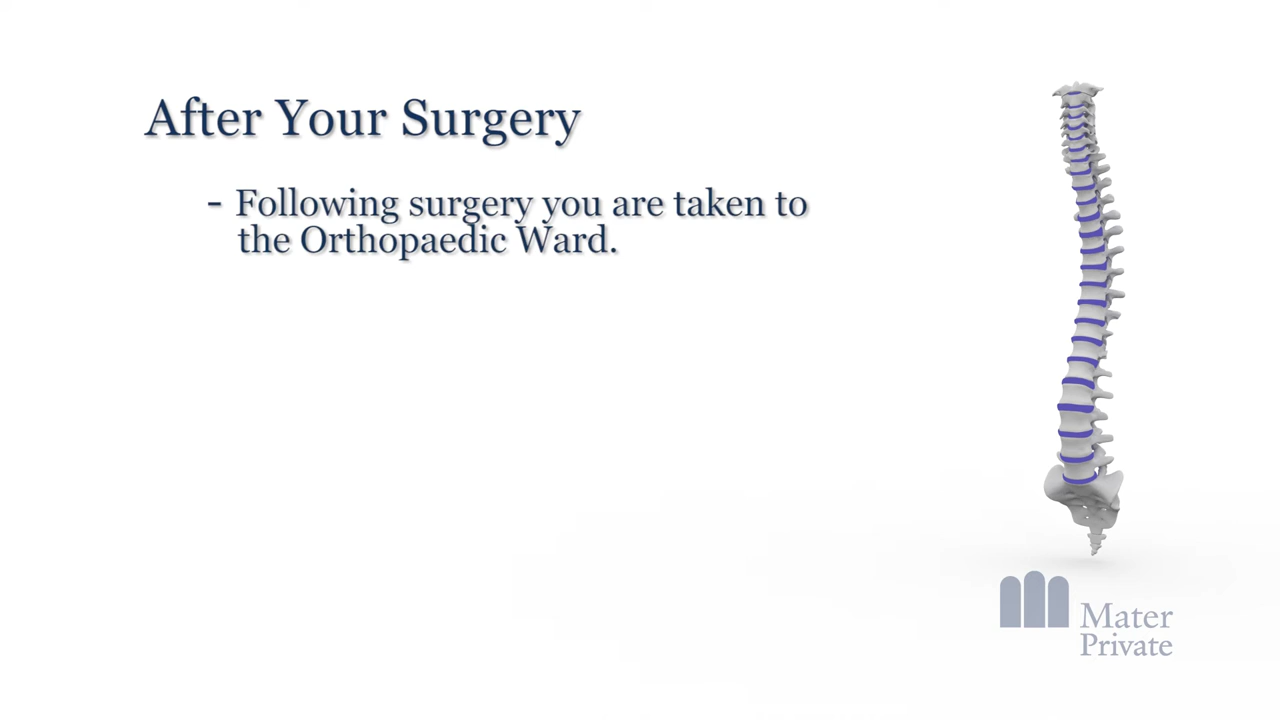 After Your Surgery
- Following surgery you are taken to
the Orthopaedic Ward.
Mater
Private